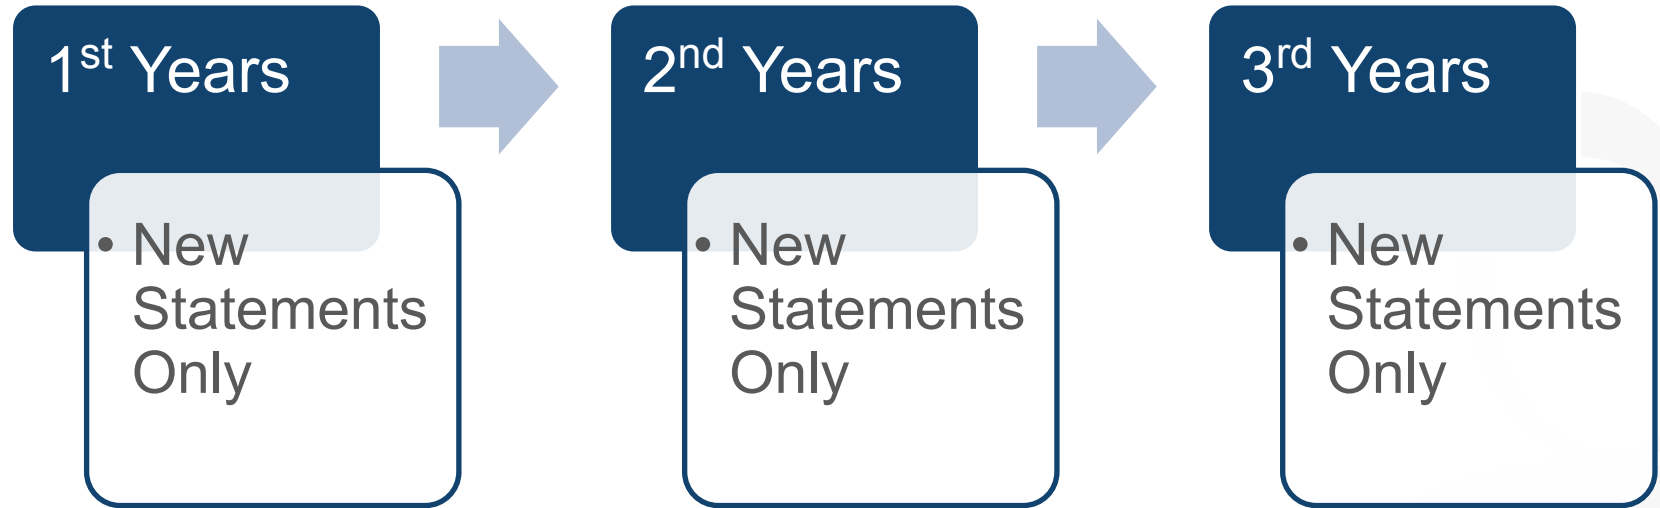 1st Years
• New
Statements
Only
2nd Years
• New
Statements
Only
3rd Years
• New
Statements
Only